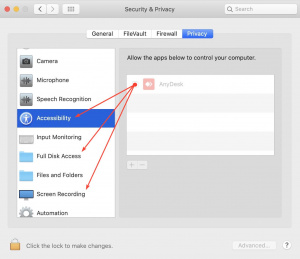 Security & Privacy
Search
General FileVault Firewall Privacy
Camera
Microphone
Speech Recognition
Accessibility
Input Monitoring
Full Disk Access
Files and Folders
Screen Recording
Automation
Allow the apps below to control your computer.
AnyDesk
Click the lock to make changes.
Advanced...
?